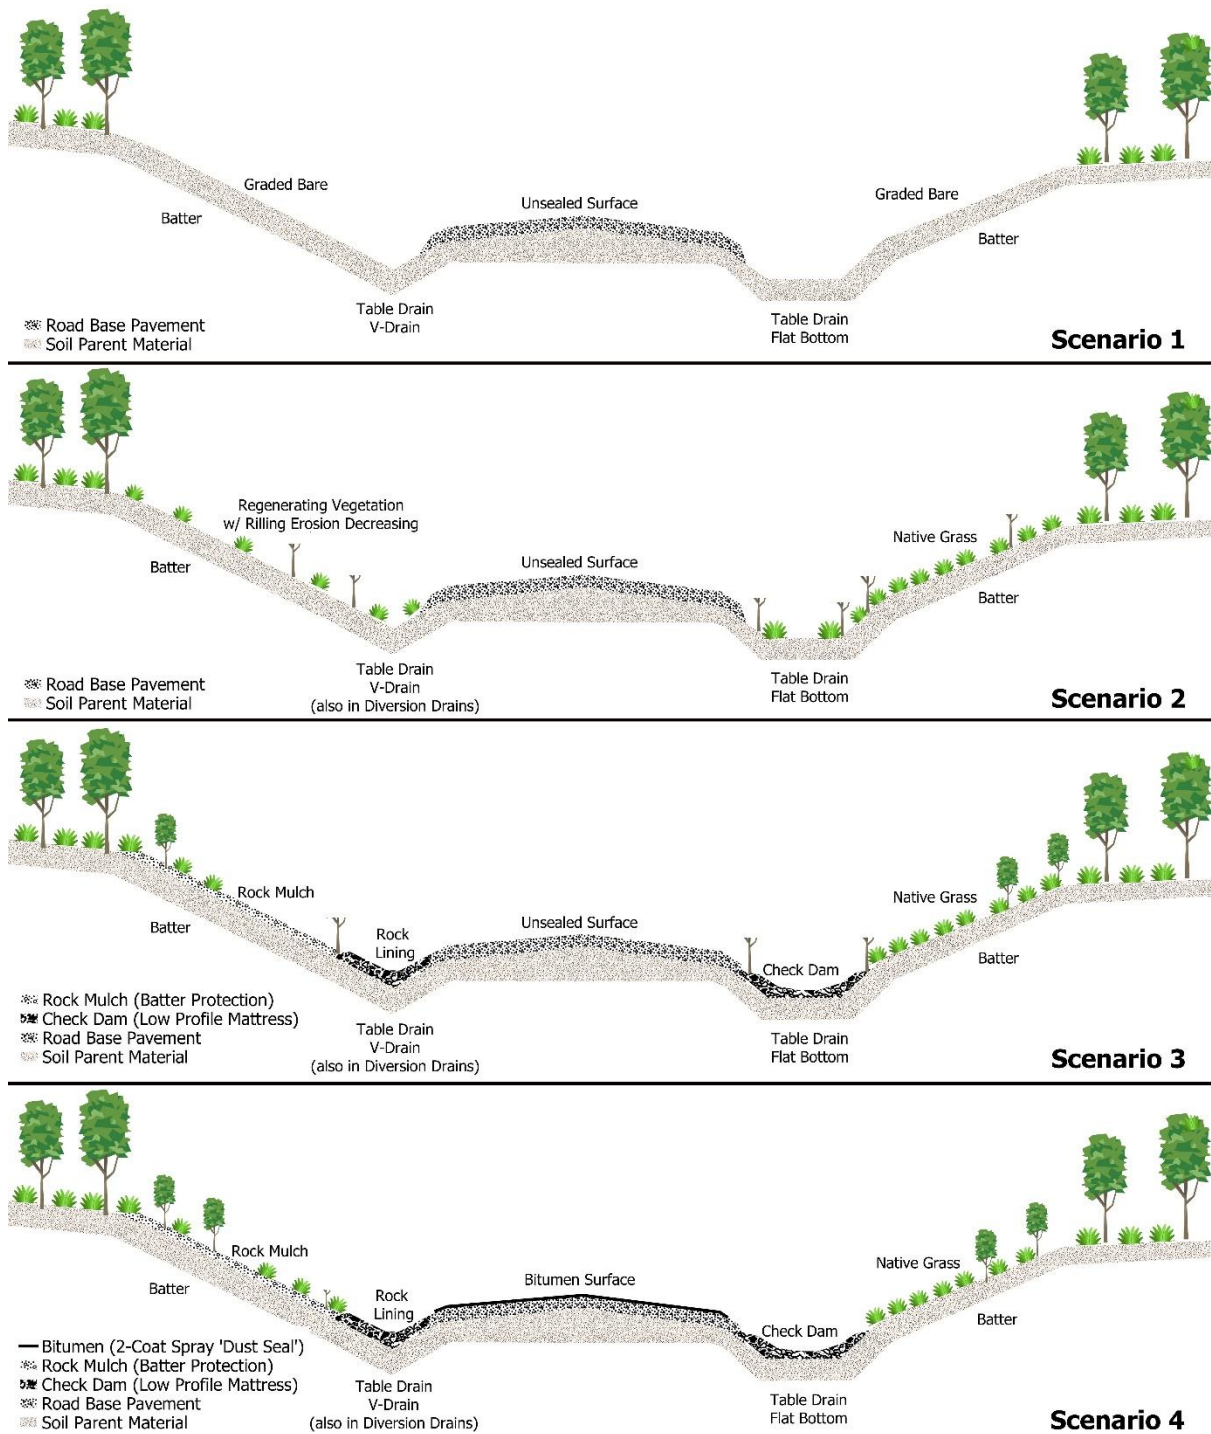 Graded Bare
Batter
Unsealed Surface
Graded Bare
Batter
Table Drain
V-Drain
Table Drain
Flat Bottom
Road Base Pavement
Soil Parent Material
Scenario 1
Regenerating Vegetation
w/ Rilling Erosion Decreasing
Batter
Unsealed Surface
Native Grass
Batter
Table Drain
V-Drain
(also in Diversion Drains)
Table Drain
Flat Bottom
Road Base Pavement
Soil Parent Material
Scenario 2
Rock Mulch
Batter
Rock
Lining
Unsealed Surface
Native Grass
Batter
Check Dam
Rock Mulch (Batter Protection)
Check Dam (Low Profile Mattress)
Road Base Pavement
Soil Parent Material
Table Drain
V-Drain
(also in Diversion Drains)
Table Drain
Flat Bottom
Scenario 3
Rock Mulch
Batter
Rock
Lining
Bitumen Surface
Native Grass
Batter
Check Dam
Bitumen (2-Coat Spray 'Dust Seal')
Rock Mulch (Batter Protection)
Check Dam (Low Profile Mattress)
Road Base Pavement
Soil Parent Material
Table Drain
V-Drain
(also in Diversion Drains)
Table Drain
Flat Bottom
Scenario 4